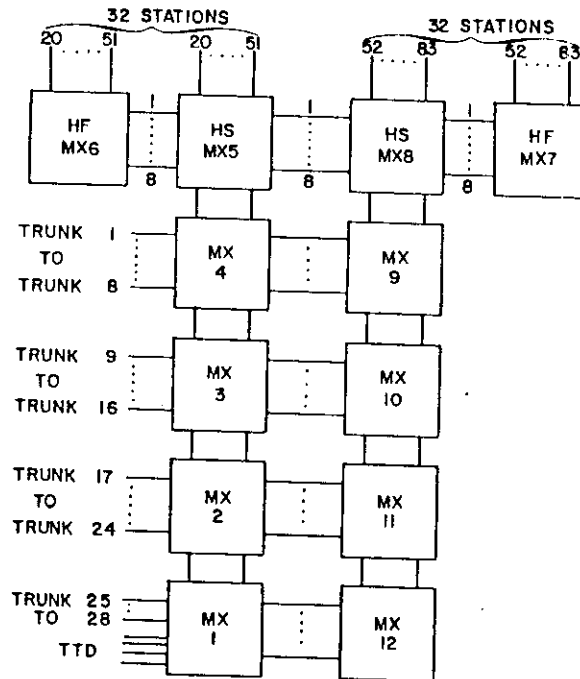 32 STATIONS 32 STATIONS
20 51 20 51 52 83 52 83
HF MX6 1 8 HS MX5 1 8 HS MX8 1 8 HF MX7
TRUNK 1 TO TRUNK 8 MX 4 MX 9
TRUNK 9 TO TRUNK 16 MX 3 MX 10
TRUNK 17 TO TRUNK 24 MX 2 MX 11
TRUNK 25 TO 28 TTD MX 1 MX 12